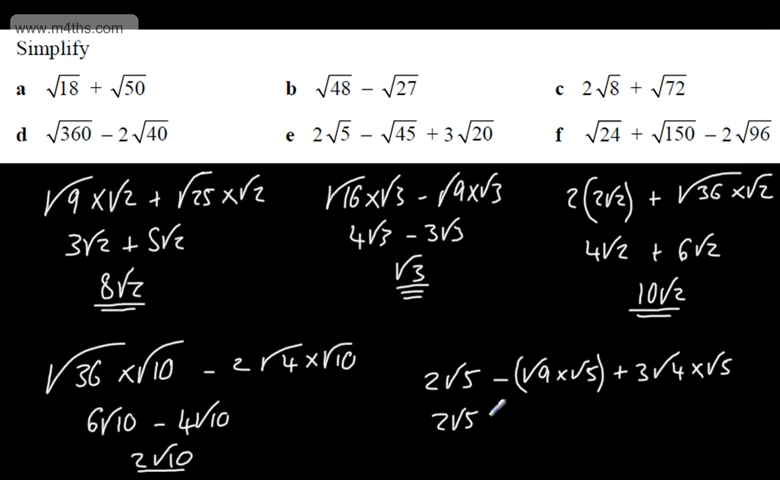 www.m4ths.com
Simplify
a √18 + √50 b √48 − √27 c 2√8 + √72
d √360 − 2√40 e 2√5 − √45 + 3√20 f √24 + √150 − 2√96
√9 × √2 + √25 × √2
3√2 + 5√2
8√2
√16 × √3 − √9 × √3
4√3 − 3√3
√3
2(2√2) + √36 × √2
4√2 + 6√2
10√2
√36 × √10 − 2√4 × √10
6√10 − 4√10
2√10
2√5 − (√9 × √5) + 3√4 × √5
2√5